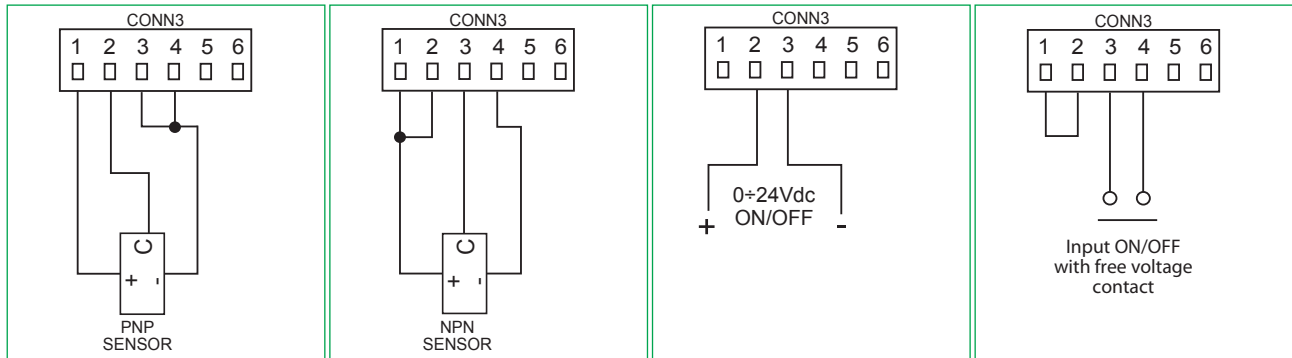 CONN3
1 2 3 4 5 6
C
+ -
PNP
SENSOR
CONN3
1 2 3 4 5 6
C
+ -
NPN
SENSOR
CONN3
1 2 3 4 5 6
0÷24Vdc
ON/OFF
+ -
CONN3
1 2 3 4 5 6
Input ON/OFF
with free voltage
contact